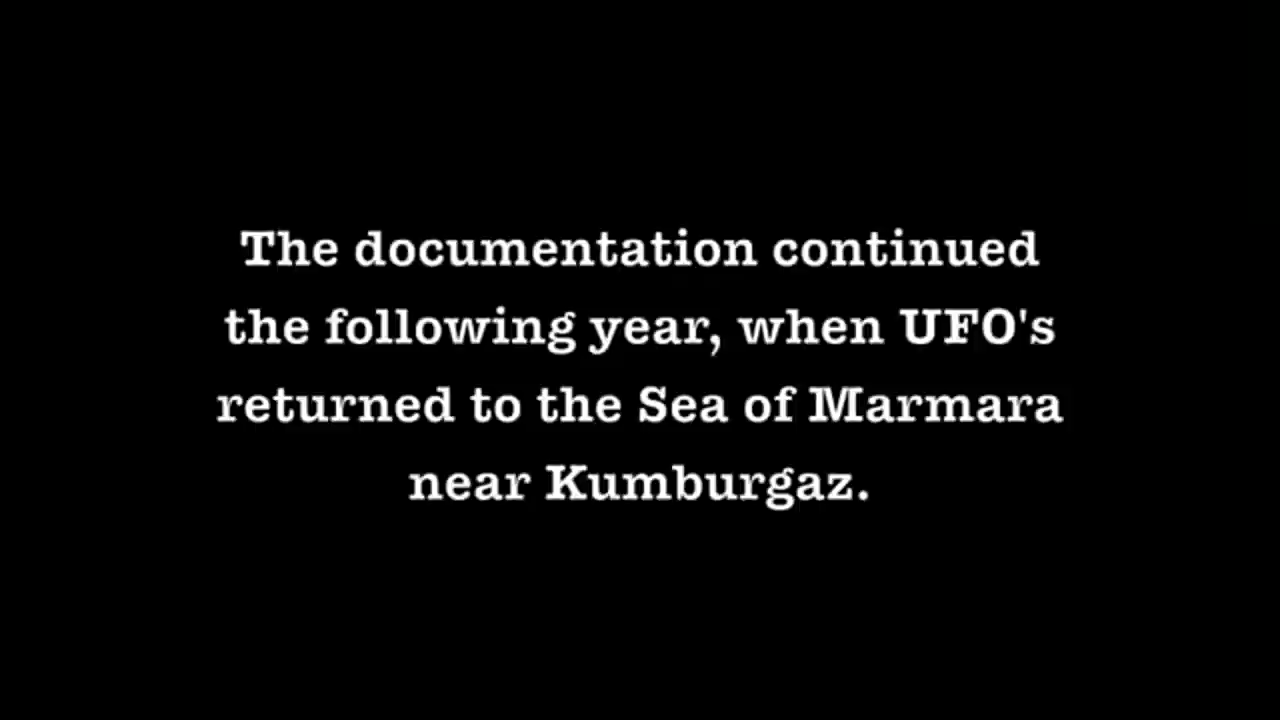 The documentation continued
the following year, when UFO's
returned to the Sea of Marmara
near Kumburgaz.